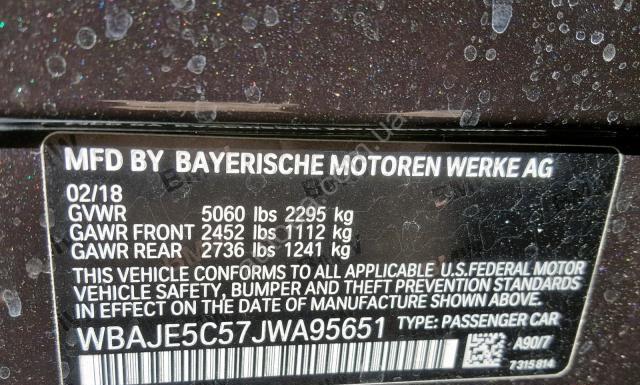 MFD BY BAYERISCHE MOTOREN WERKE AG
02/18
GVWR 5060 lbs 2295 kg
GAWR FRONT 2452 lbs 1112 kg
GAWR REAR 2736 lbs 1241 kg
THIS VEHICLE CONFORMS TO ALL APPLICABLE U.S.FEDERAL MOTOR
VEHICLE SAFETY, BUMPER AND THEFT PREVENTION STANDARDS
IN EFFECT ON THE DATE OF MANUFACTURE SHOWN ABOVE.
WBAJE5C57JWA95651 TYPE: PASSENGER CAR
A90/7
7315814